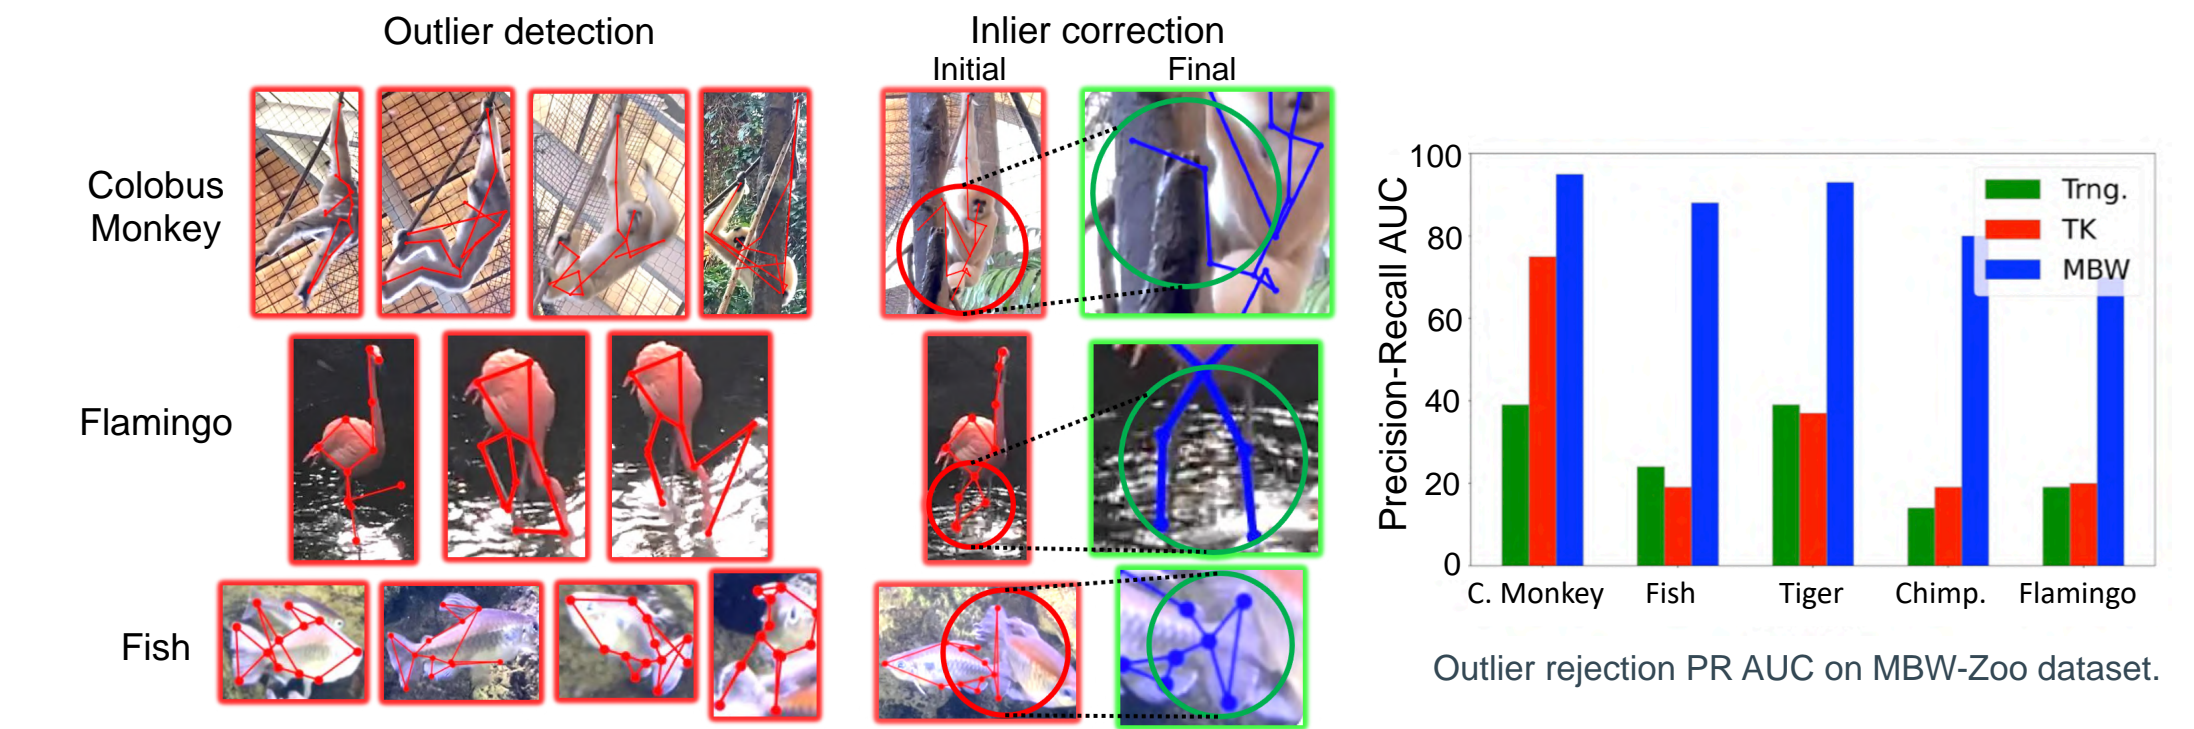 Outlier detection
Inlier correction
Initial
Final
Colobus
Monkey
Flamingo
Fish
Precision-Recall AUC
100
80
60
40
20
0
Trng.
TK
MBW
C. Monkey
Fish
Tiger
Chimp.
Flamingo
Outlier rejection PR AUC on MBW-Zoo dataset.